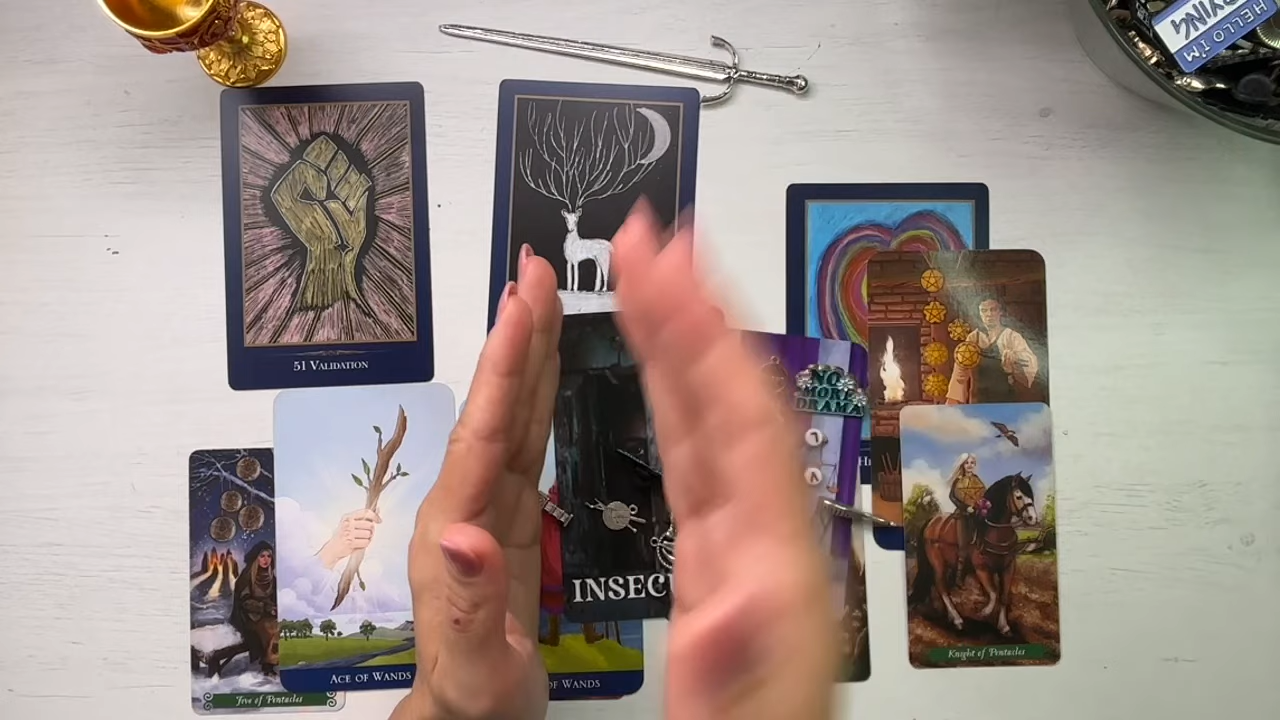 HELLO I'M
51 VALIDATION
NO
MORE
DRAMA
L
V
INSECU
Five of Pentacles
ACE OF WANDS
OF WANDS
Knight of Pentacles